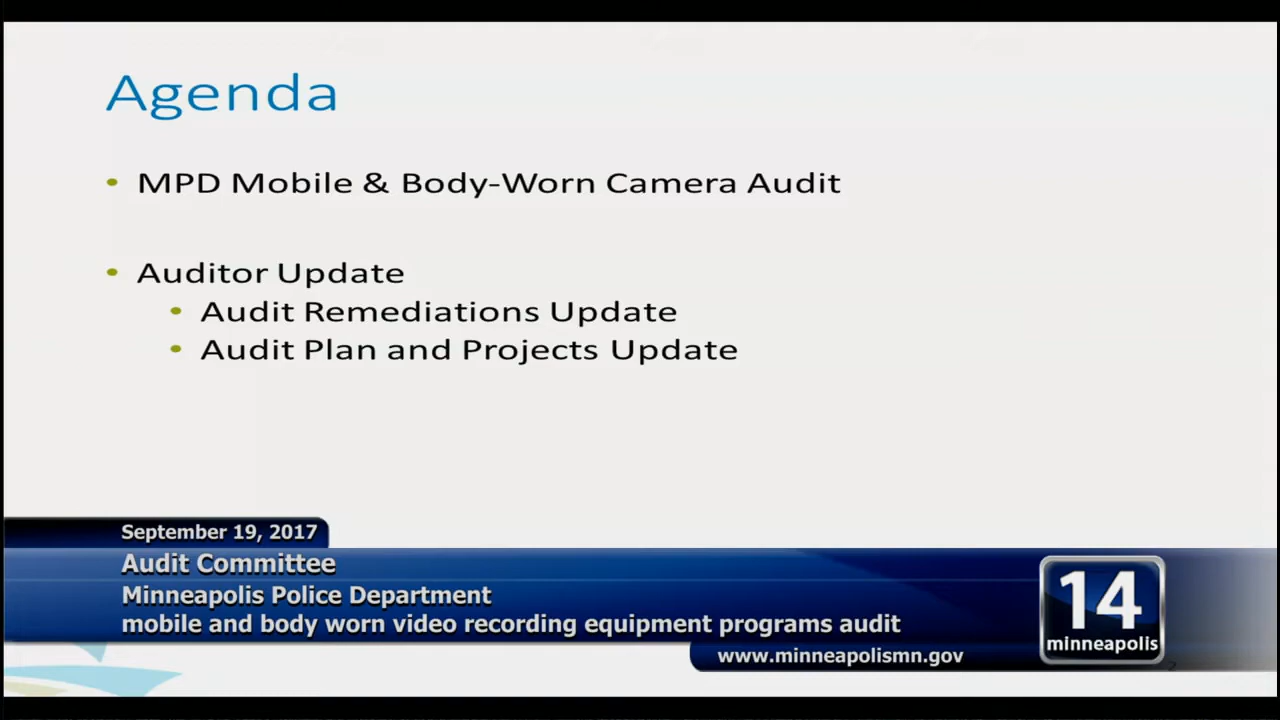 Agenda
• MPD Mobile & Body-Worn Camera Audit
• Auditor Update
• Audit Remediations Update
• Audit Plan and Projects Update
September 19, 2017
Audit Committee
Minneapolis Police Department
mobile and body worn video recording equipment programs audit
www.minneapolismn.gov
14
minneapolis
2